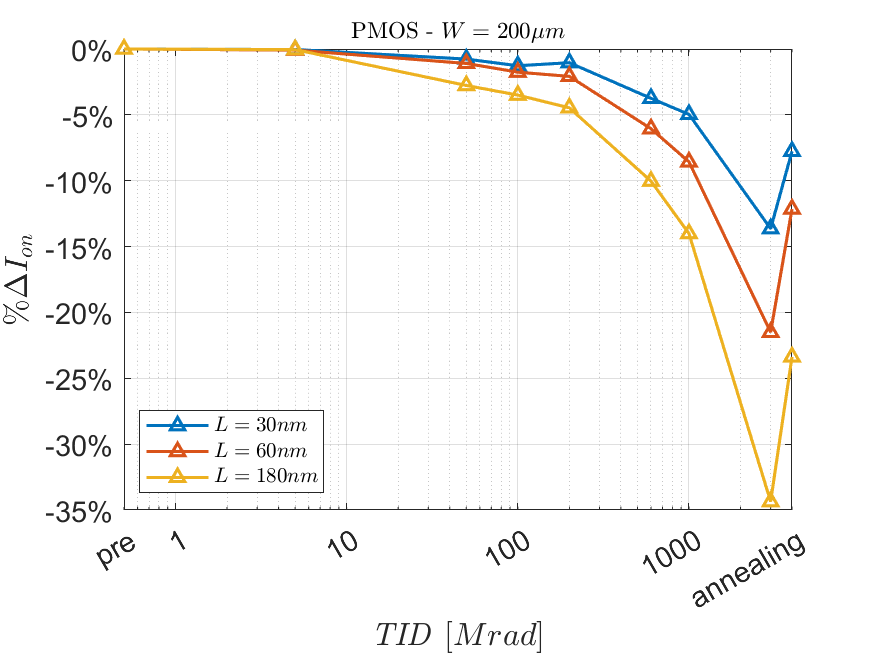 PMOS - W = 200μm
0%
-5%
-10%
-15%
-20%
-25%
-30%
-35%
%ΔI_on
L = 30nm
L = 60nm
L = 180nm
pre 1 10 100 1000 annealing
TID [Mrad]